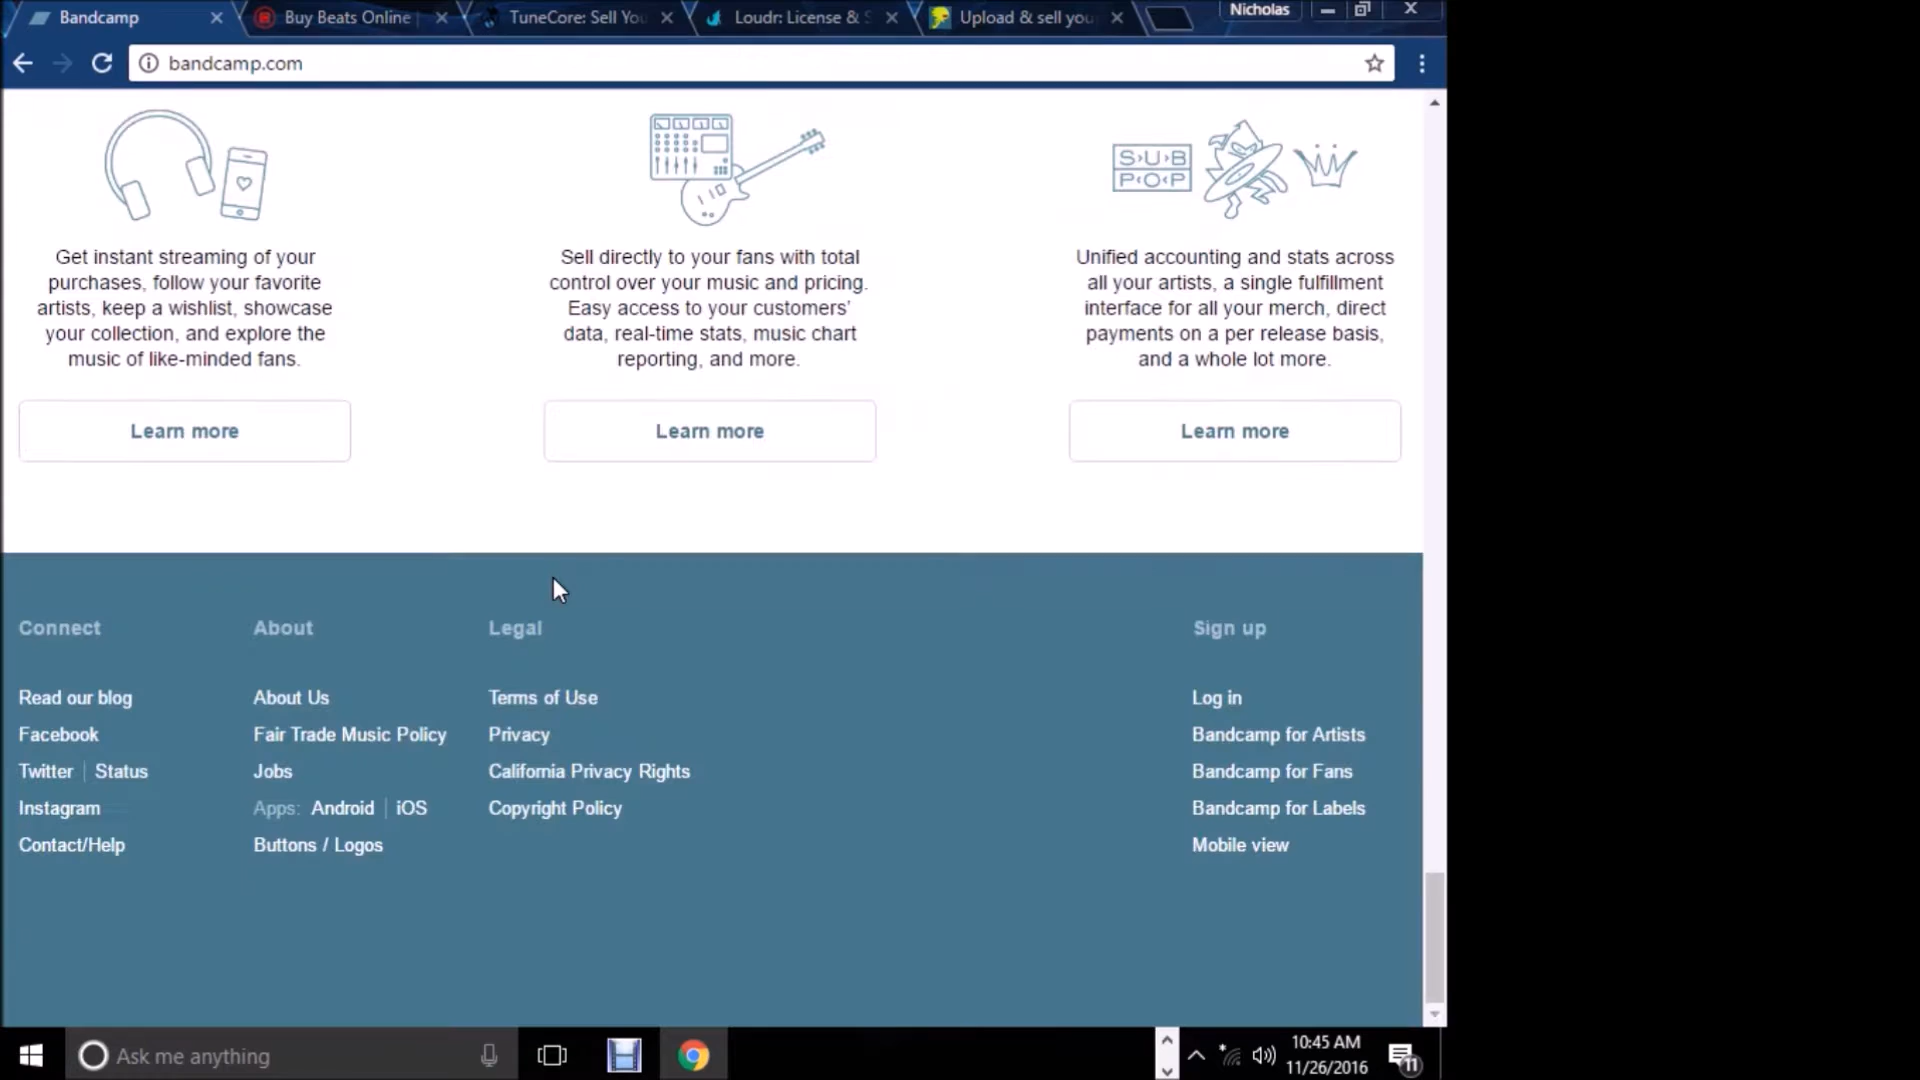 Bandcamp
Buy Beats Online
TuneCore: Sell You
Loudr: License & S
Upload & sell you
Nicholas
bandcamp.com
S>U>B
P<O<P
Get instant streaming of your
purchases, follow your favorite
artists, keep a wishlist, showcase
your collection, and explore the
music of like-minded fans.
Learn more
Sell directly to your fans with total
control over your music and pricing.
Easy access to your customers’
data, real-time stats, music chart
reporting, and more.
Learn more
Unified accounting and stats across
all your artists, a single fulfillment
interface for all your merch, direct
payments on a per release basis,
and a whole lot more.
Learn more
Connect
Read our blog
Facebook
Twitter | Status
Instagram
Contact/Help
About
About Us
Fair Trade Music Policy
Jobs
Apps: Android | iOS
Buttons / Logos
Legal
Terms of Use
Privacy
California Privacy Rights
Copyright Policy
Sign up
Log in
Bandcamp for Artists
Bandcamp for Fans
Bandcamp for Labels
Mobile view
Ask me anything
10:45 AM
11/26/2016
11